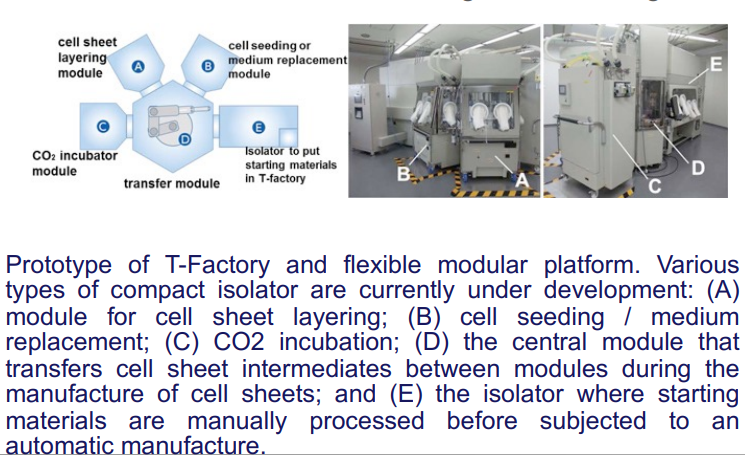 cell sheet
layering
module
A
cell seeding or
medium replacement
module
B
C
CO₂ incubator
module
D
transfer module
E
Isolator to put
starting materials
in T-factory
B
A
E
D
C
Prototype of T-Factory and flexible modular platform. Various
types of compact isolator are currently under development: (A)
module for cell sheet layering; (B) cell seeding / medium
replacement; (C) CO2 incubation; (D) the central module that
transfers cell sheet intermediates between modules during the
manufacture of cell sheets; and (E) the isolator where starting
materials are manually processed before subjected to an
automatic manufacture.